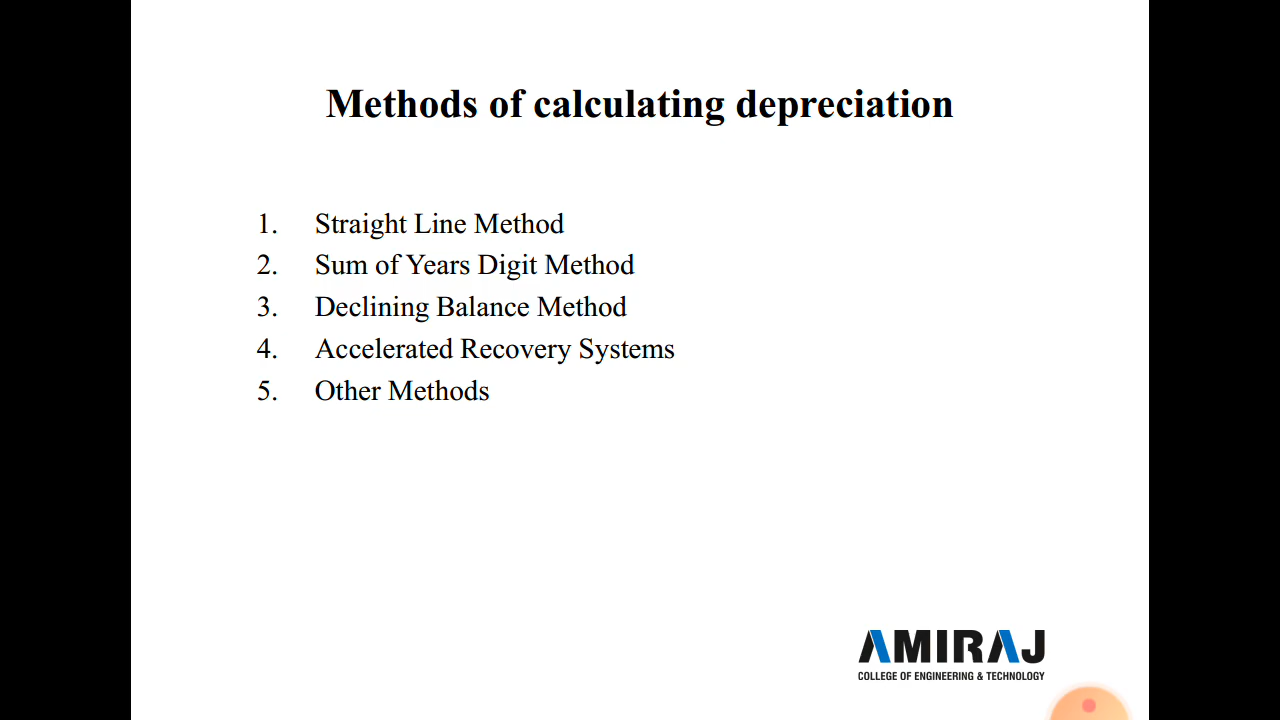 Methods of calculating depreciation
1. Straight Line Method
2. Sum of Years Digit Method
3. Declining Balance Method
4. Accelerated Recovery Systems
5. Other Methods
AMIRAJ
COLLEGE OF ENGINEERING & TECHNOLOGY